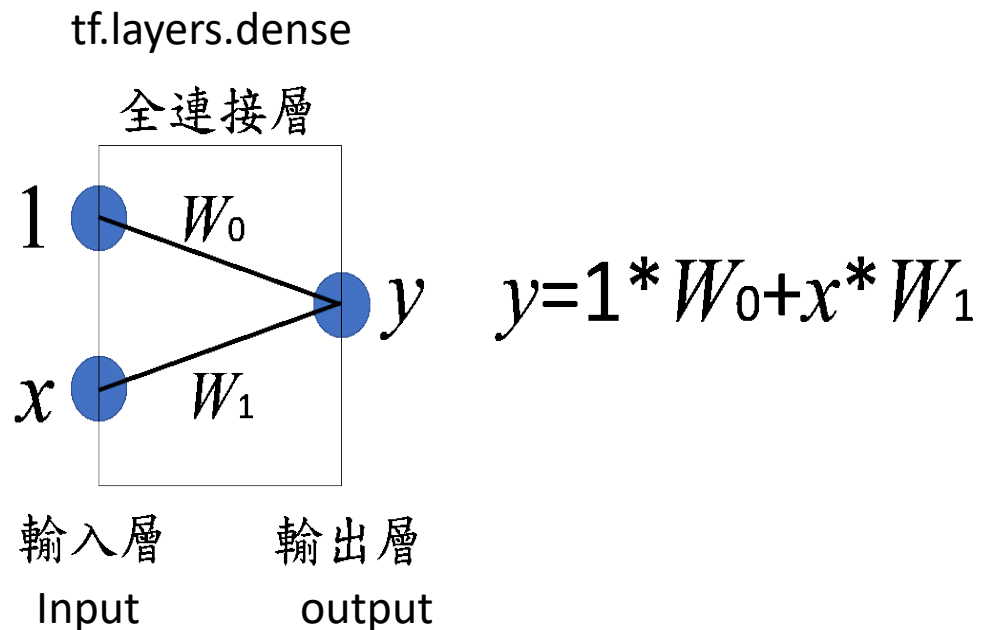 tf.layers.dense
全連接層
1
W0
y
y=1*W0+x*W1
x
W1
輸入層
輸出層
Input
output